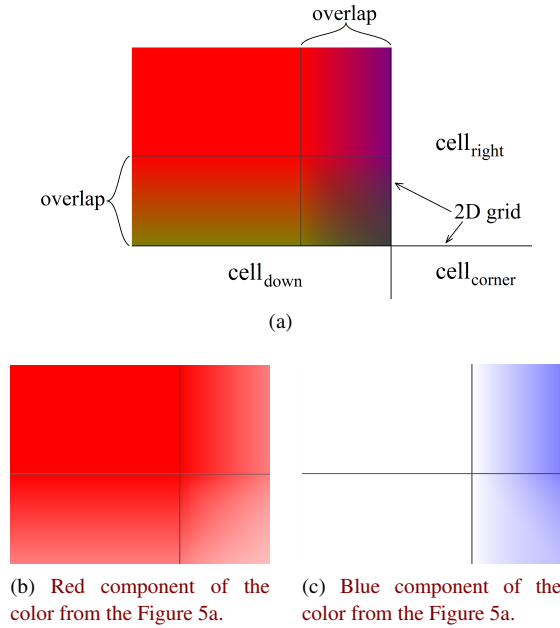 overlap
cell_right
overlap
2D grid
cell_down
cell_corner
(a)
(b) Red component of the
color from the Figure 5a.
(c) Blue component of the
color from the Figure 5a.